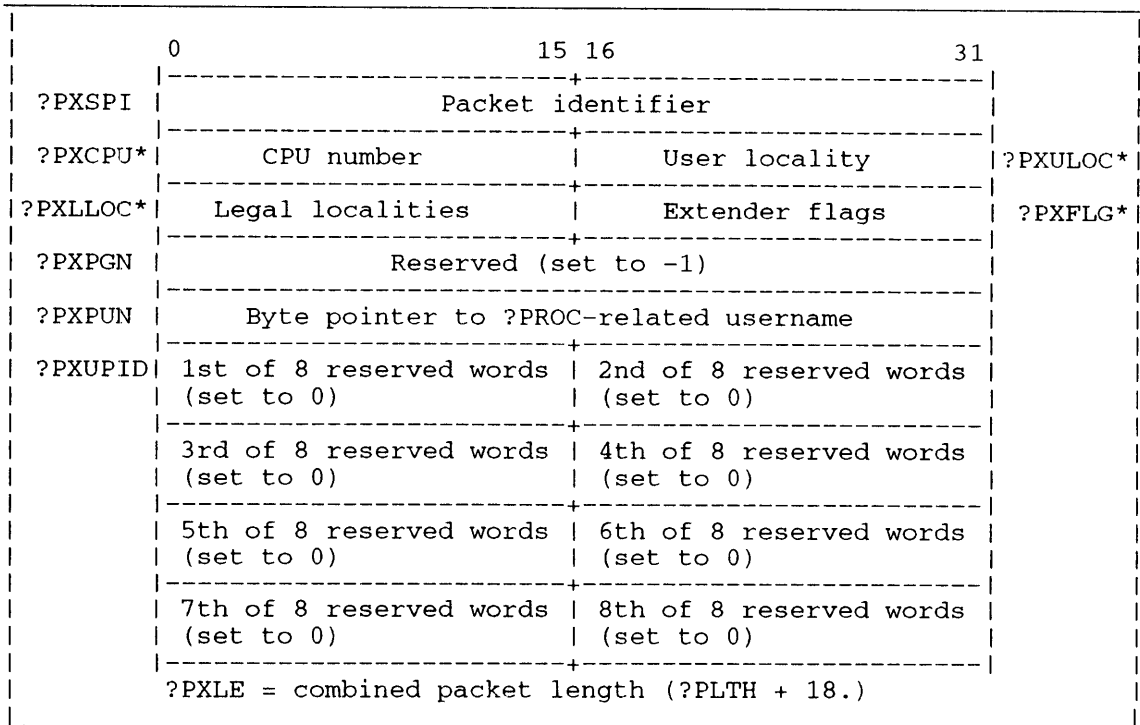 0 15 16 31
?PXSPI Packet identifier
?PXCPU* CPU number User locality ?PXULOC*
?PXLLOC* Legal localities Extender flags ?PXFLG*
?PXPGN Reserved (set to -1)
?PXPUN Byte pointer to ?PROC-related username
?PXUPID 1st of 8 reserved words 2nd of 8 reserved words
(set to 0) (set to 0)
3rd of 8 reserved words 4th of 8 reserved words
(set to 0) (set to 0)
5th of 8 reserved words 6th of 8 reserved words
(set to 0) (set to 0)
7th of 8 reserved words 8th of 8 reserved words
(set to 0) (set to 0)
?PXLE = combined packet length (?PLTH + 18.)